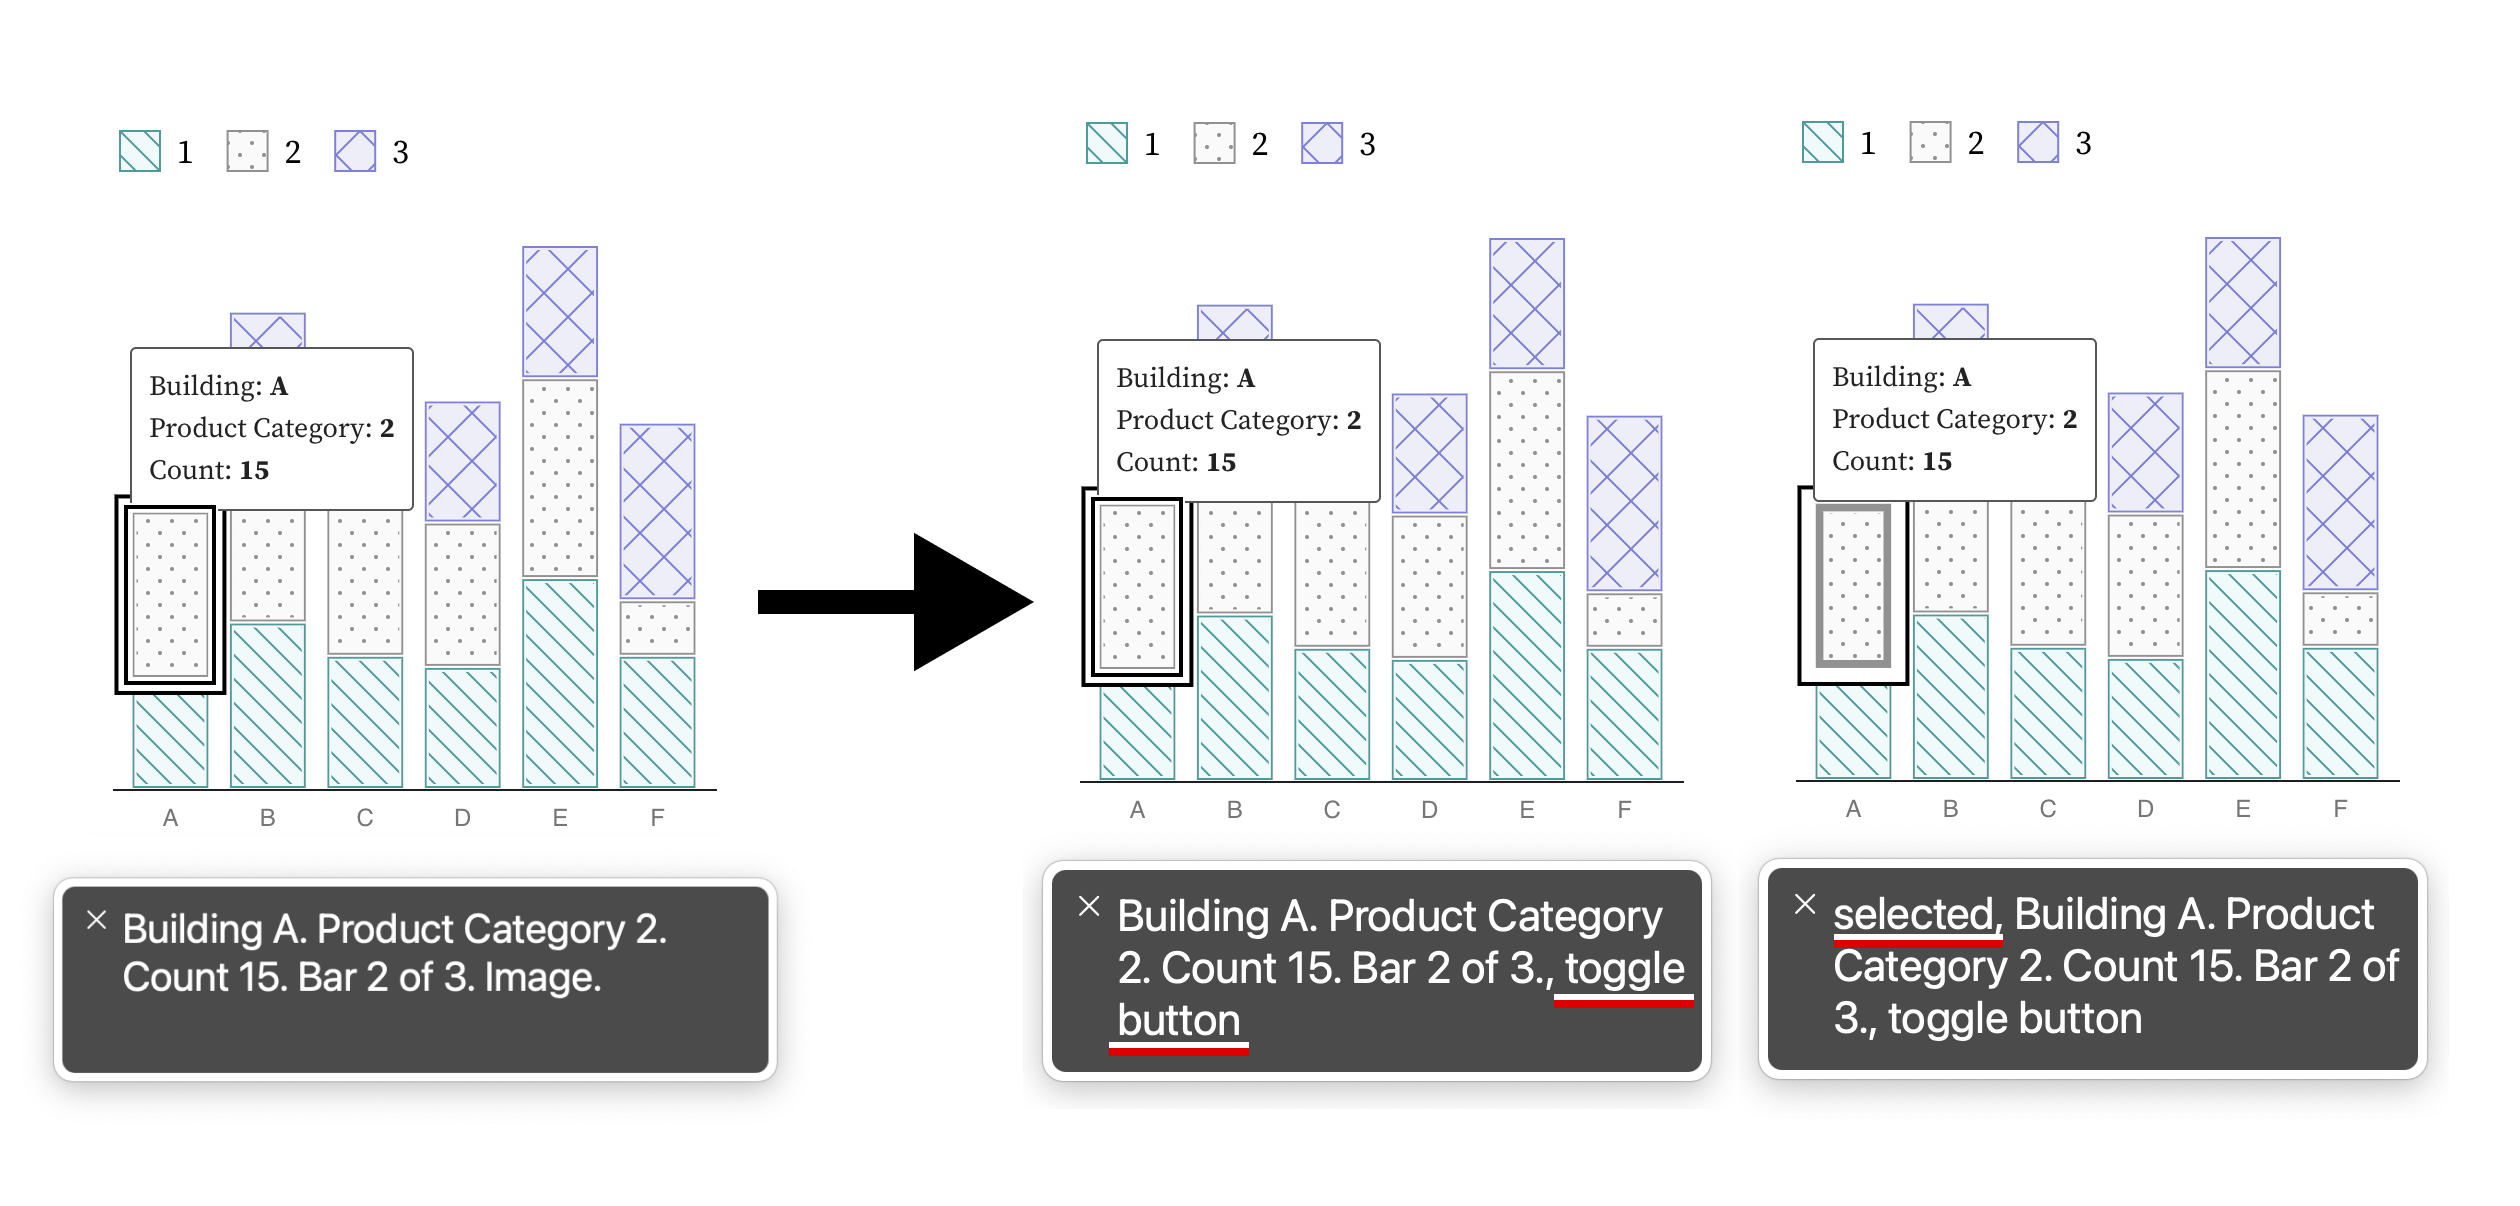 1 2 3
Building: A
Product Category: 2
Count: 15
A B C D E F
Building A. Product Category 2.
Count 15. Bar 2 of 3. Image.
1 2 3
Building: A
Product Category: 2
Count: 15
A B C D E F
Building A. Product Category
2. Count 15. Bar 2 of 3., toggle
button
1 2 3
Building: A
Product Category: 2
Count: 15
A B C D E F
selected, Building A. Product
Category 2. Count 15. Bar 2 of
3., toggle button